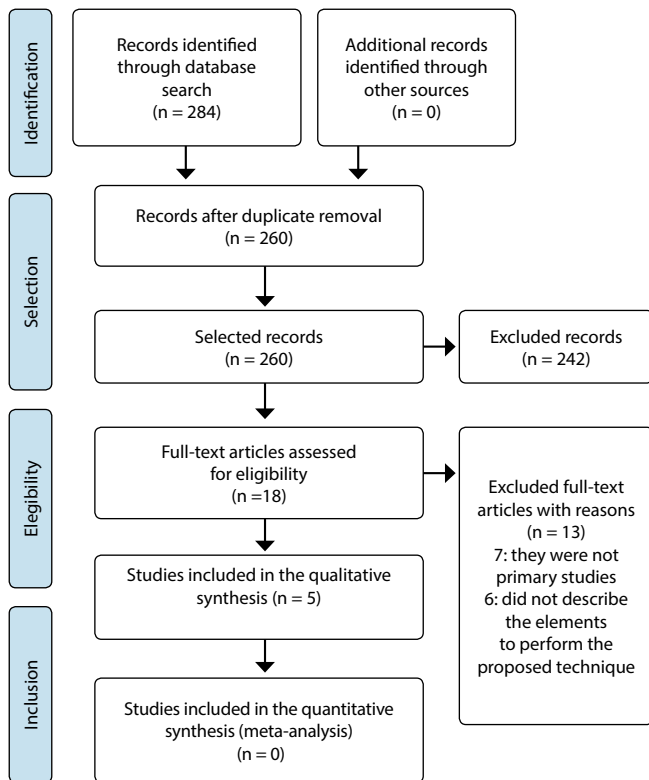 Identification
Records identified
through database
search
(n = 284)
Additional records
identified through
other sources
(n = 0)
Selection
Records after duplicate removal
(n = 260)
Selected records
(n = 260)
Excluded records
(n = 242)
Elegibility
Full-text articles assessed
for eligibility
(n =18)
Excluded full-text
articles with reasons
(n = 13)
7: they were not
primary studies
6: did not describe
the elements
to perform the
proposed technique
Studies included in the qualitative
synthesis (n = 5)
Inclusion
Studies included in the quantitative
synthesis (meta-analysis)
(n = 0)